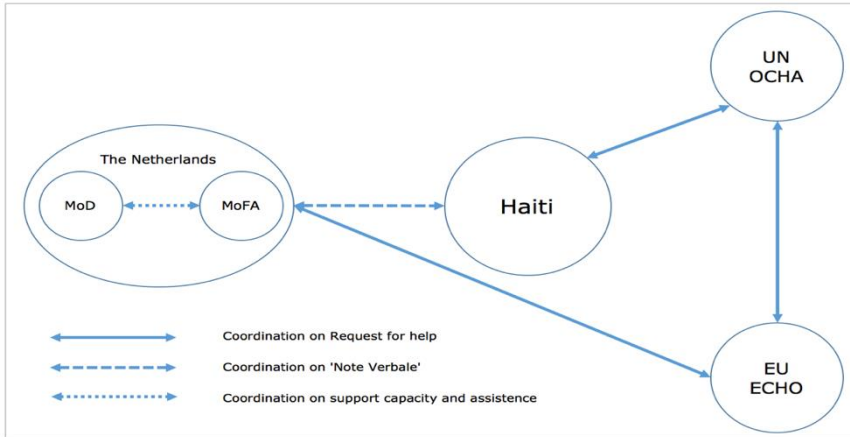 UN
OCHA
The Netherlands
MoD
MoFA
Haiti
Coordination on Request for help
Coordination on 'Note Verbale'
Coordination on support capacity and assistence
EU
ECHO